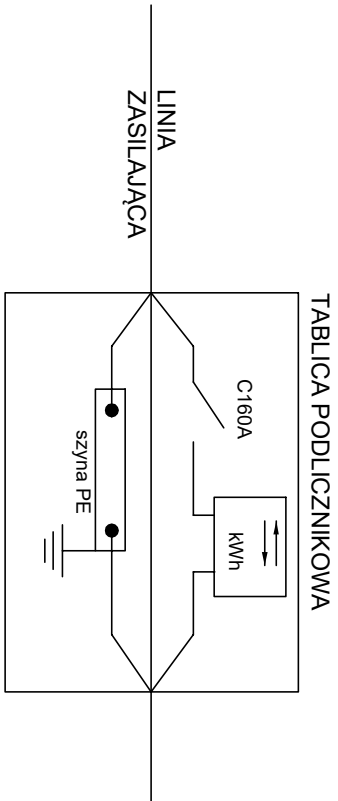 TABLICA PODLICZNIKOWA
LINIA
ZASILAJĄCA
C160A
kWh
szyna PE